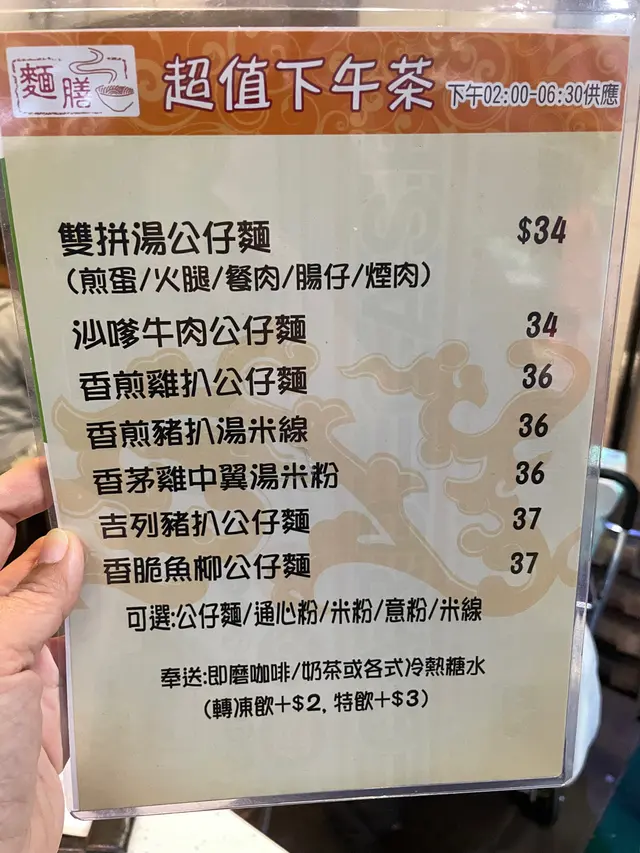 麵膳
超值下午茶 下午02:00-06:30供應
雙拼湯公仔麵 $34
(煎蛋/火腿/餐肉/腸仔/煙肉)
沙嗲牛肉公仔麵 34
香煎雞扒公仔麵 36
香煎豬扒湯米線 36
香茅雞中翼湯米粉 36
吉列豬扒公仔麵 37
香脆魚柳公仔麵 37
可選:公仔麵/通心粉/米粉/意粉/米線
奉送:即磨咖啡/奶茶或各式冷熱糖水
(轉凍飲+$2, 特飲+$3)